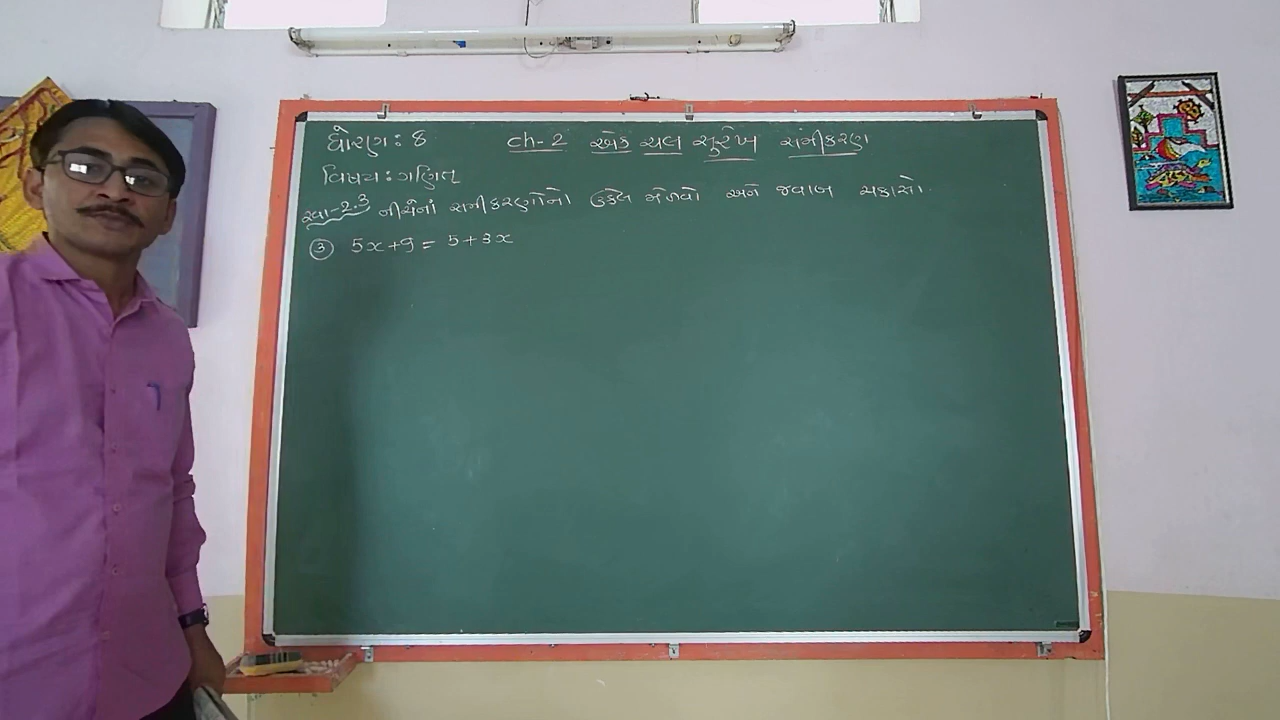 ધોરણ: 8 ch-2 એક ચલ સુરેખ સમીકરણ
વિષય: ગણિત
સ્વા-2.3 નીચેનાં સમીકરણોનો ઉકેલ મેળવો અને જવાબ ચકાસો.
③ 5x+9 = 5+3x